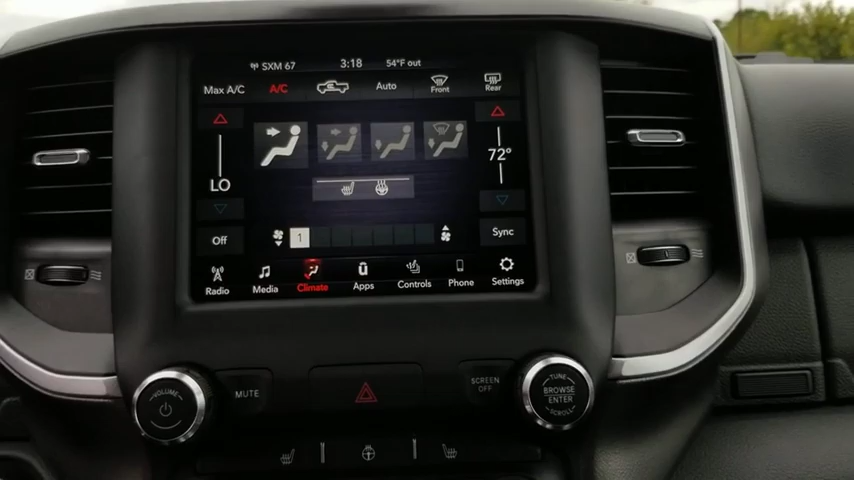 SXM 67 3:18 54°F out
Max A/C A/C Auto Front Rear
LO 72°
Off 1 Sync
Radio Media Climate Apps Controls Phone Settings
VOLUME MUTE SCREEN OFF TUNE BROWSE ENTER SCROLL